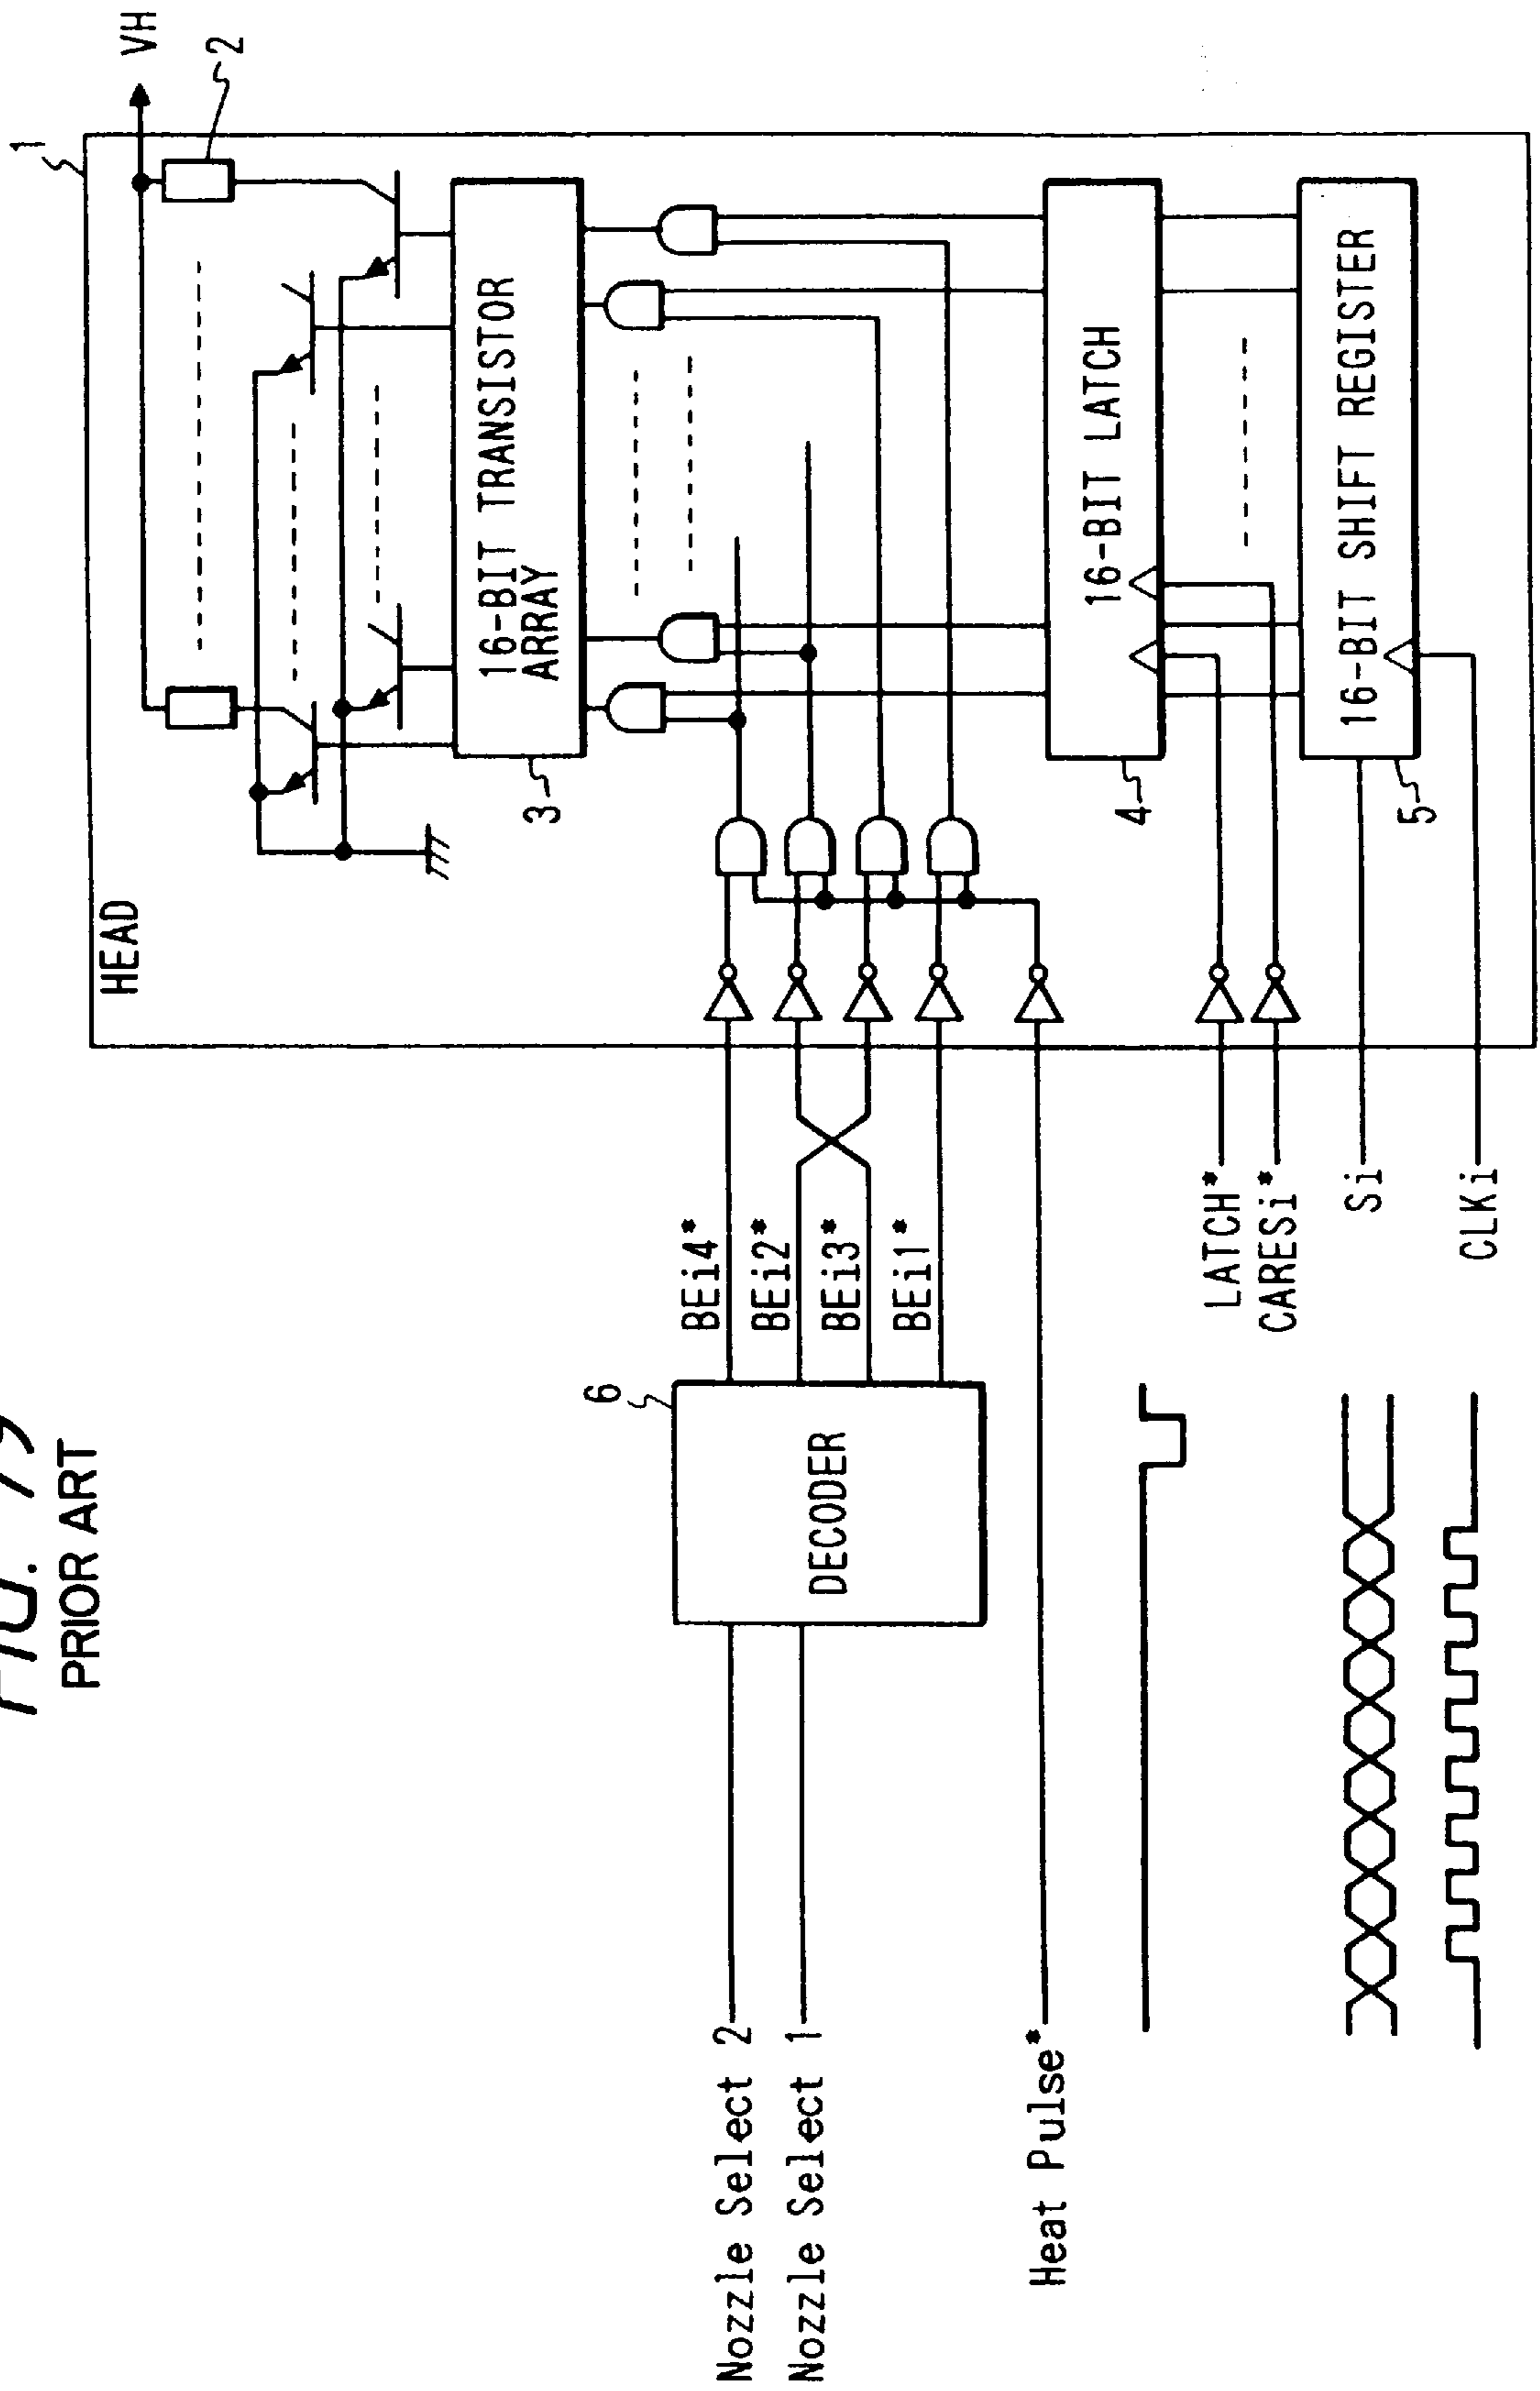 FIG. 19
PRIOR ART
1
VH
2
HEAD
16-BIT TRANSISTOR
ARRAY
3
6
BEi4*
BEi2*
BEi3*
BEi1*
DECODER
Nozzle Select 2
Nozzle Select 1
Heat Pulse*
16-BIT LATCH
4
LATCH*
CARESi*
16-BIT SHIFT REGISTER
5
Si
CLKi